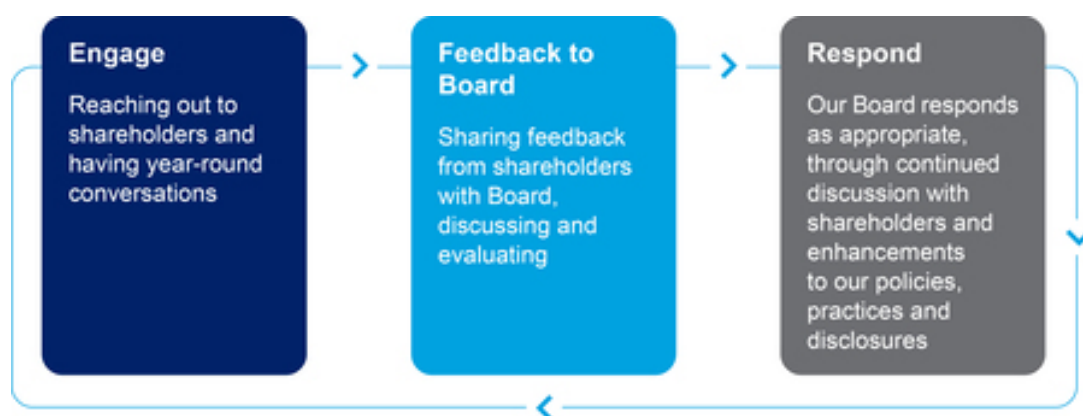 Engage
Reaching out to
shareholders and
having year-round
conversations
Feedback to
Board
Sharing feedback
from shareholders
with Board,
discussing and
evaluating
Respond
Our Board responds
as appropriate,
through continued
discussion with
shareholders and
enhancements
to our policies,
practices and
disclosures